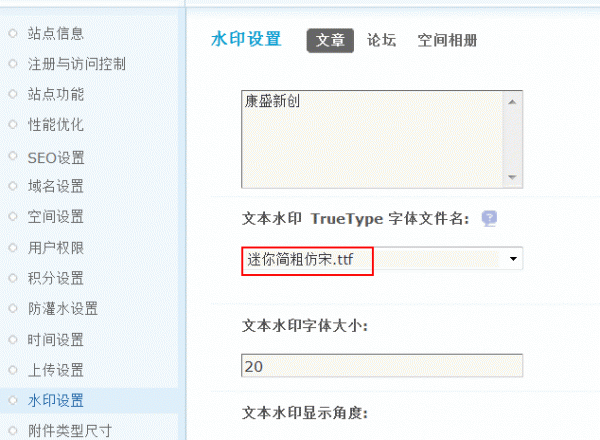 站点信息
注册与访问控制
站点功能
性能优化
SEO设置
域名设置
空间设置
用户权限
积分设置
防灌水设置
时间设置
上传设置
水印设置
附件类型尺寸
水印设置 文章 论坛 空间相册
康盛新创
文本水印 TrueType 字体文件名: ?
迷你简粗仿宋.ttf
文本水印字体大小:
20
文本水印显示角度: